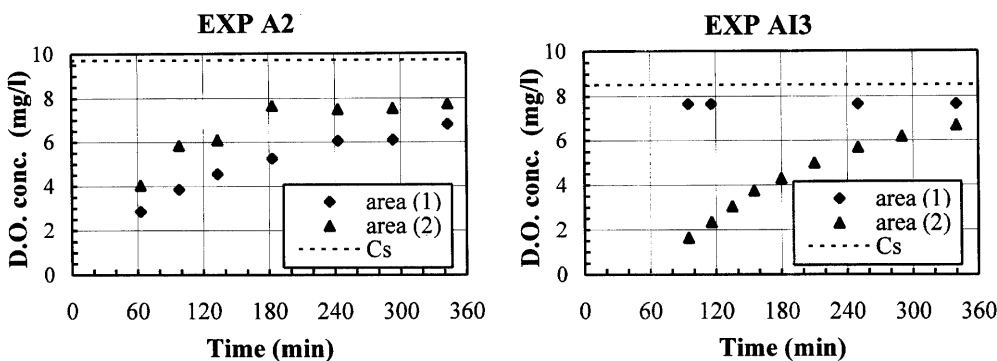 EXP A2
10
8
6
4
2
0
D.O. conc. (mg/l)
area (1)
area (2)
Cs
0 60 120 180 240 300 360
Time (min)
EXP AI3
10
8
6
4
2
0
D.O. conc. (mg/l)
area (1)
area (2)
Cs
0 60 120 180 240 300 360
Time (min)